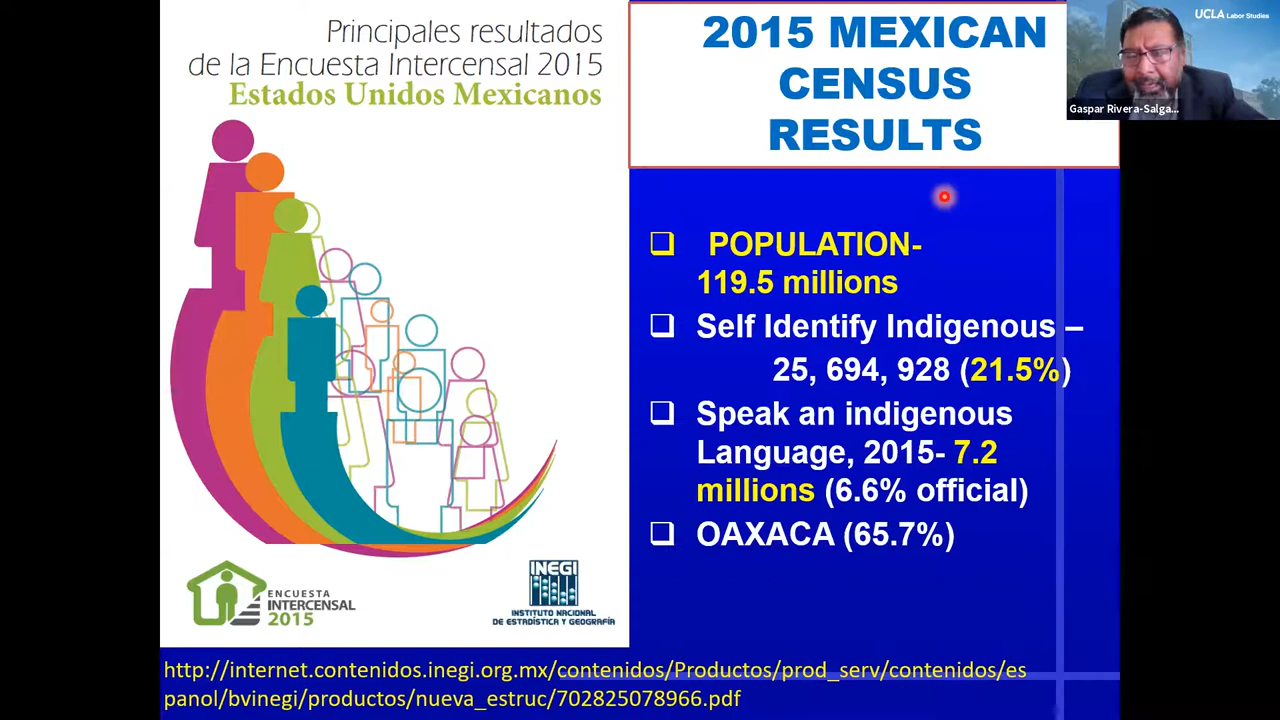 Principales resultados
de la Encuesta Intercensal 2015
Estados Unidos Mexicanos
ENCUESTA
INTERCENSAL
2015
INEGI
INSTITUTO NACIONAL
DE ESTADÍSTICA Y GEOGRAFÍA
2015 MEXICAN
CENSUS
RESULTS
POPULATION-
119.5 millions
Self Identify Indigenous –
25, 694, 928 (21.5%)
Speak an indigenous
Language, 2015- 7.2
millions (6.6% official)
OAXACA (65.7%)
http://internet.contenidos.inegi.org.mx/contenidos/Productos/prod_serv/contenidos/es
panol/bvinegi/productos/nueva_estruc/702825078966.pdf
UCLA Labor Studies
Gaspar Rivera-Salga...